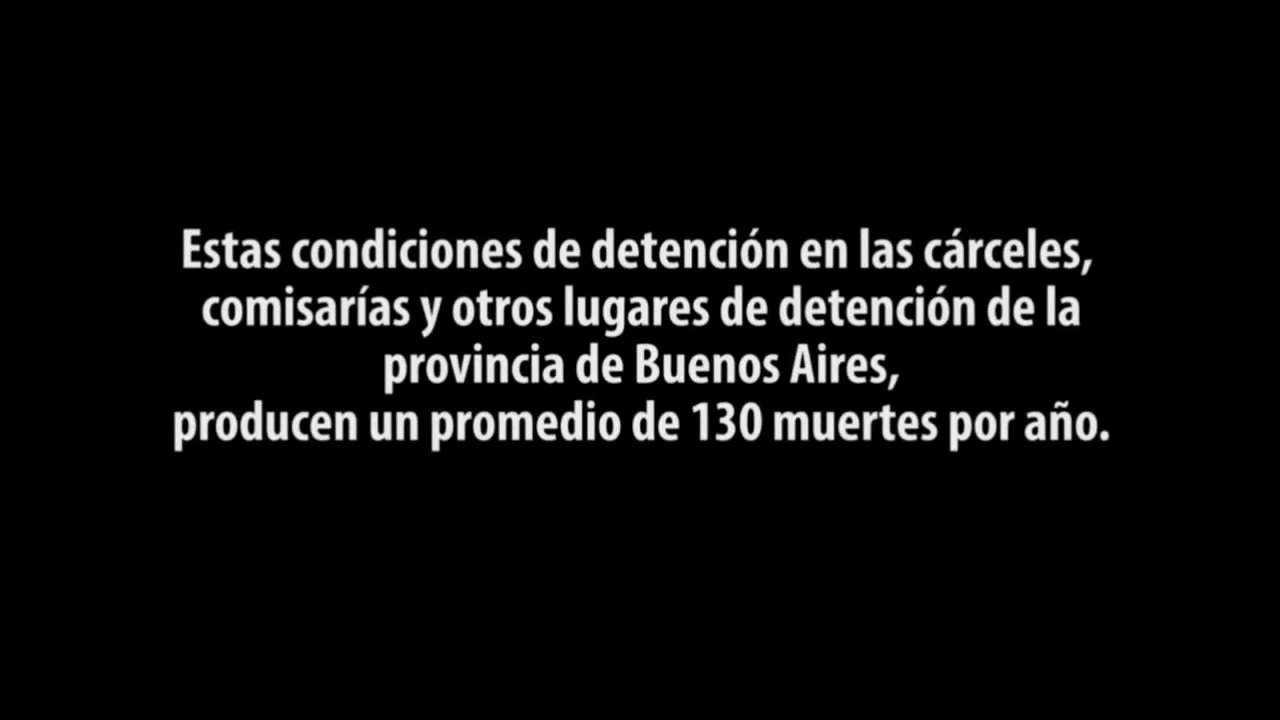 Estas condiciones de detención en las cárceles,
comisarías y otros lugares de detención de la
provincia de Buenos Aires,
producen un promedio de 130 muertes por año.